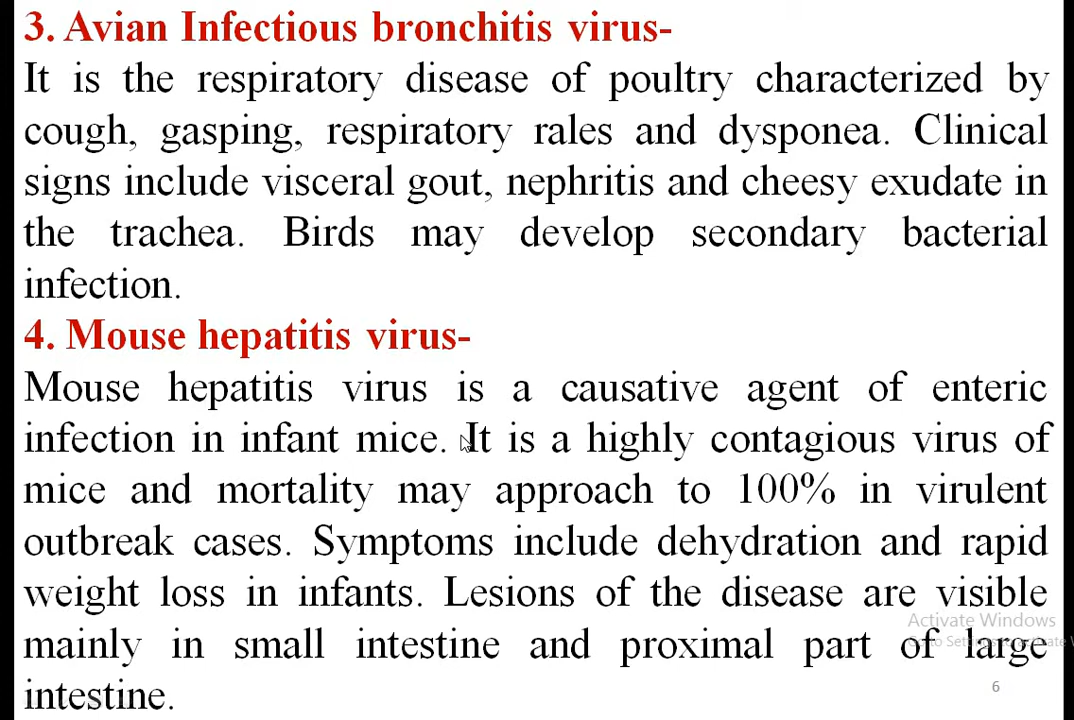 3. Avian Infectious bronchitis virus-
It is the respiratory disease of poultry characterized by
cough, gasping, respiratory rales and dysponea. Clinical
signs include visceral gout, nephritis and cheesy exudate in
the trachea. Birds may develop secondary bacterial
infection.
4. Mouse hepatitis virus-
Mouse hepatitis virus is a causative agent of enteric
infection in infant mice. It is a highly contagious virus of
mice and mortality may approach to 100% in virulent
outbreak cases. Symptoms include dehydration and rapid
weight loss in infants. Lesions of the disease are visible
mainly in small intestine and proximal part of large
intestine.
Activate Windows
Go to Settings to activate W
6